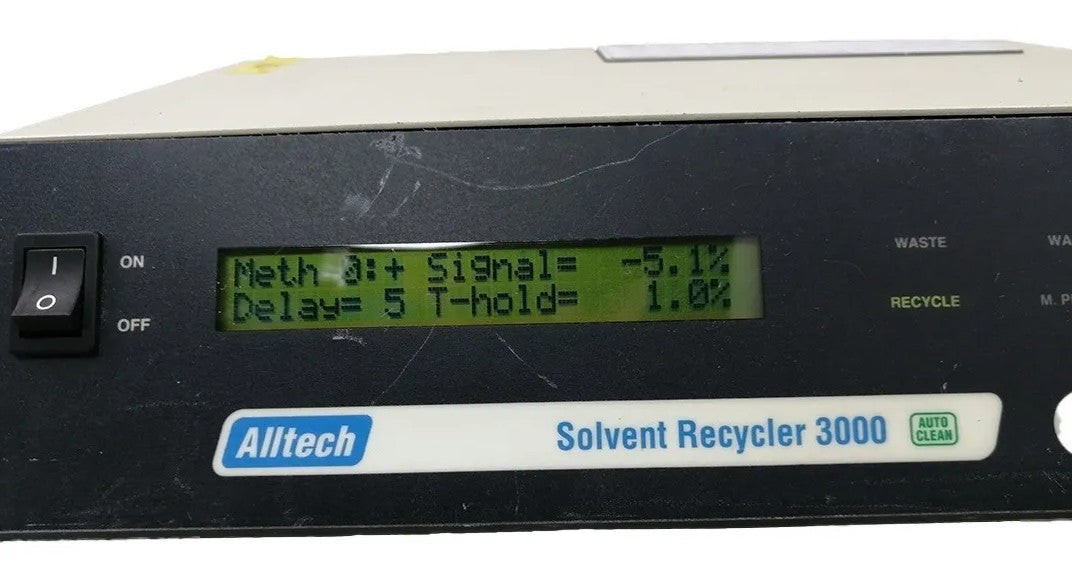 I
O
ON
OFF
Meth 0:+ Signal= -5.1%
Delay= 5 T-hold= 1.0%
WASTE
RECYCLE
WA
M. P
Alltech
Solvent Recycler 3000
AUTO
CLEAN